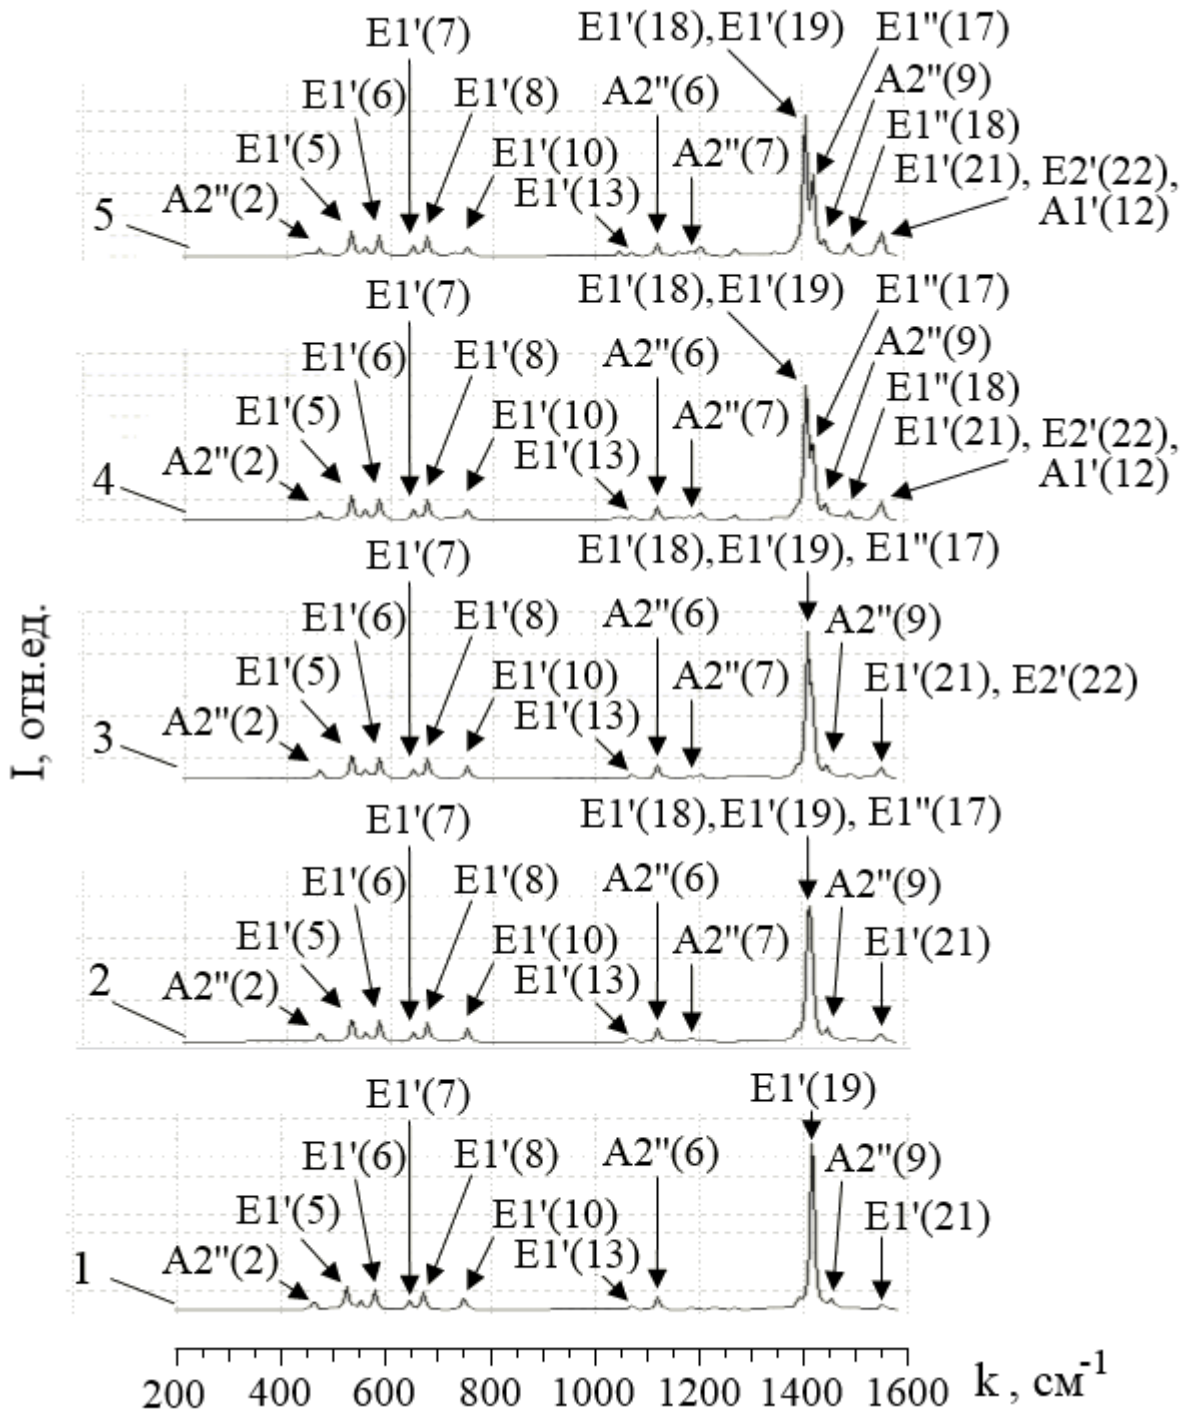 E1'(7)
E1'(18),E1'(19)
E1''(17)
E1'(6)
E1'(8)
A2''(6)
A2''(9)
E1'(5)
E1'(10)
A2''(7)
E1''(18)
A2''(2)
E1'(13)
E1'(21), E2'(22),
A1'(12)
5
E1'(7)
E1'(18),E1'(19)
E1''(17)
E1'(6)
E1'(8)
A2''(6)
A2''(9)
E1'(5)
E1'(10)
A2''(7)
E1''(18)
A2''(2)
E1'(13)
E1'(21), E2'(22),
A1'(12)
4
E1'(7)
E1'(18),E1'(19), E1''(17)
E1'(6)
E1'(8)
A2''(6)
A2''(9)
E1'(5)
E1'(10)
A2''(7)
E1'(21), E2'(22)
A2''(2)
E1'(13)
3
I, отн.ед.
E1'(7)
E1'(18),E1'(19), E1''(17)
E1'(6)
E1'(8)
A2''(6)
A2''(9)
E1'(5)
E1'(10)
A2''(7)
E1'(21)
A2''(2)
E1'(13)
2
E1'(7)
E1'(19)
E1'(6)
E1'(8)
A2''(6)
A2''(9)
E1'(5)
E1'(10)
E1'(21)
A2''(2)
E1'(13)
1
200 400 600 800 1000 1200 1400 1600 k , см-1